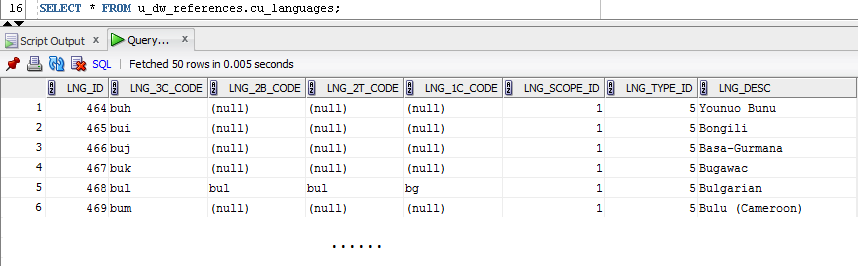 16 SELECT * FROM u_dw_references.cu_languages;
Script Output x Query... x
SQL Fetched 50 rows in 0.005 seconds
LNG_ID LNG_3C_CODE LNG_2B_CODE LNG_2T_CODE LNG_1C_CODE LNG_SCOPE_ID LNG_TYPE_ID LNG_DESC
1 464 buh (null) (null) (null) 1 5 Younuo Bunu
2 465 bui (null) (null) (null) 1 5 Bongili
3 466 buj (null) (null) (null) 1 5 Basa-Gurmana
4 467 buk (null) (null) (null) 1 5 Bugawac
5 468 bul bul bul bg 1 5 Bulgarian
6 469 bum (null) (null) (null) 1 5 Bulu (Cameroon)
......